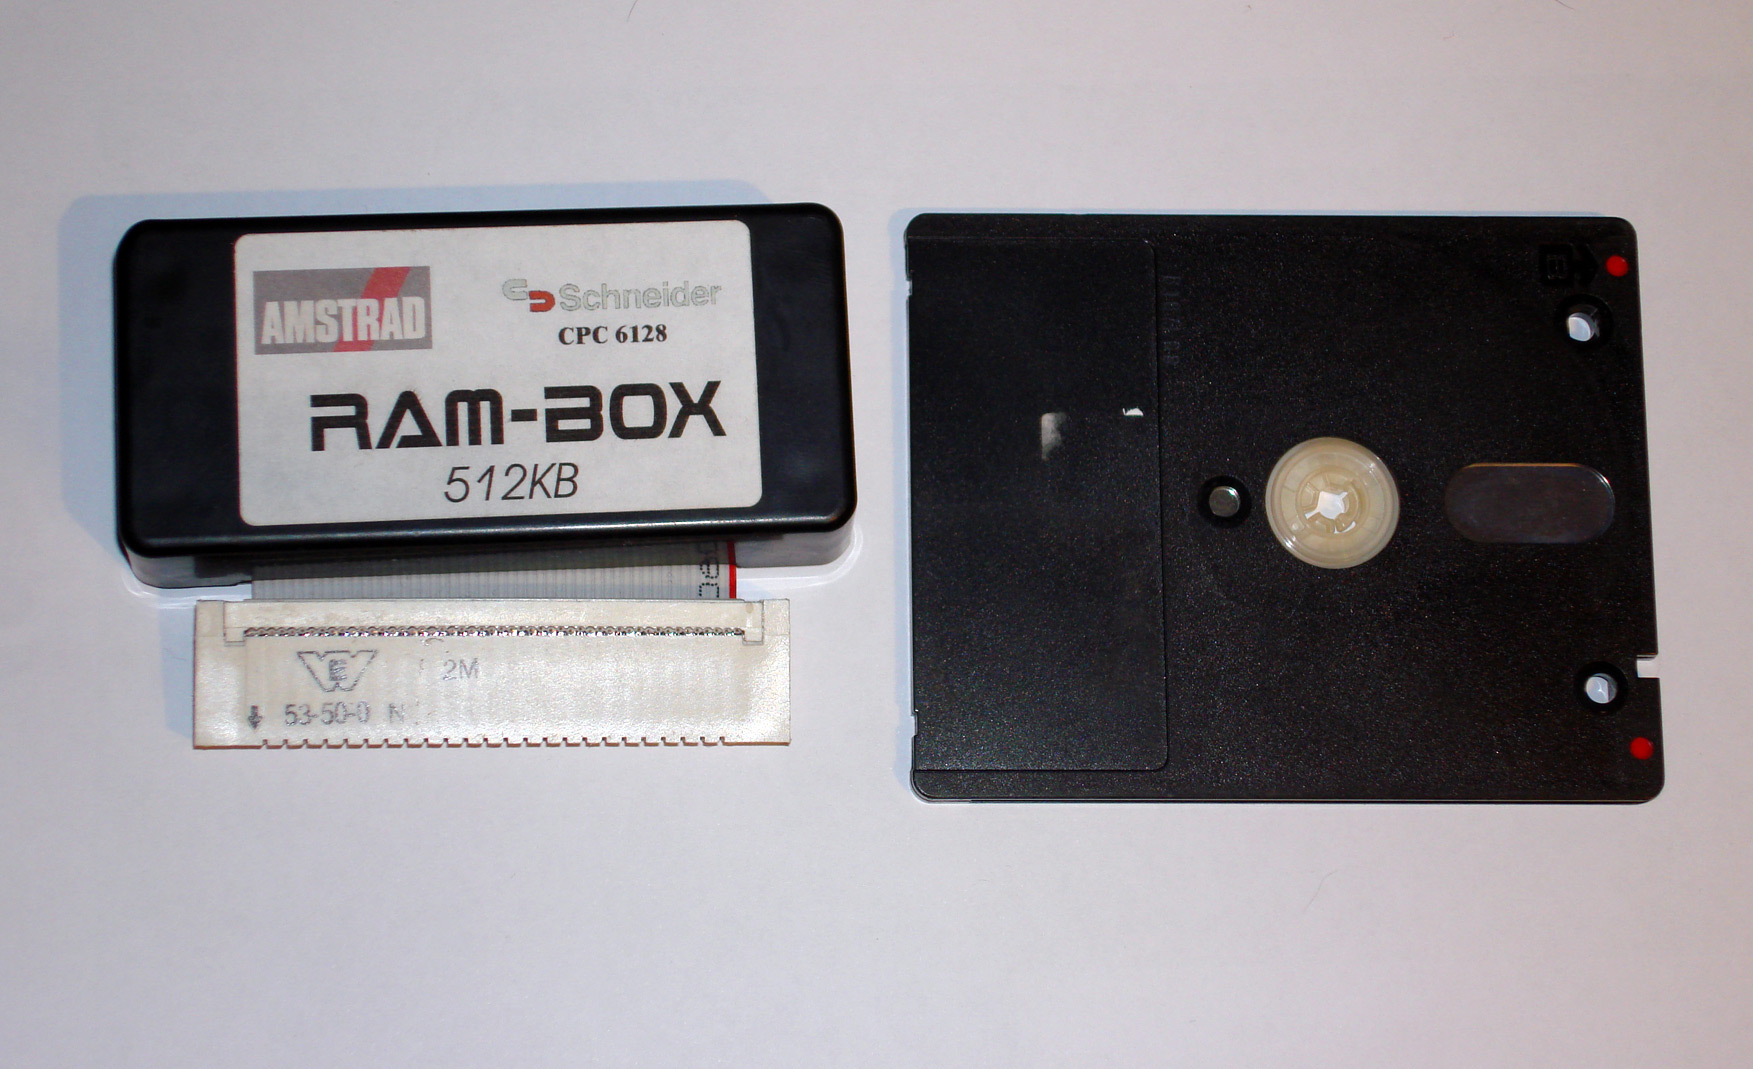 AMSTRAD
Schneider
CPC 6128
RAM-BOX
512KB
2M
53-50-0 N
B